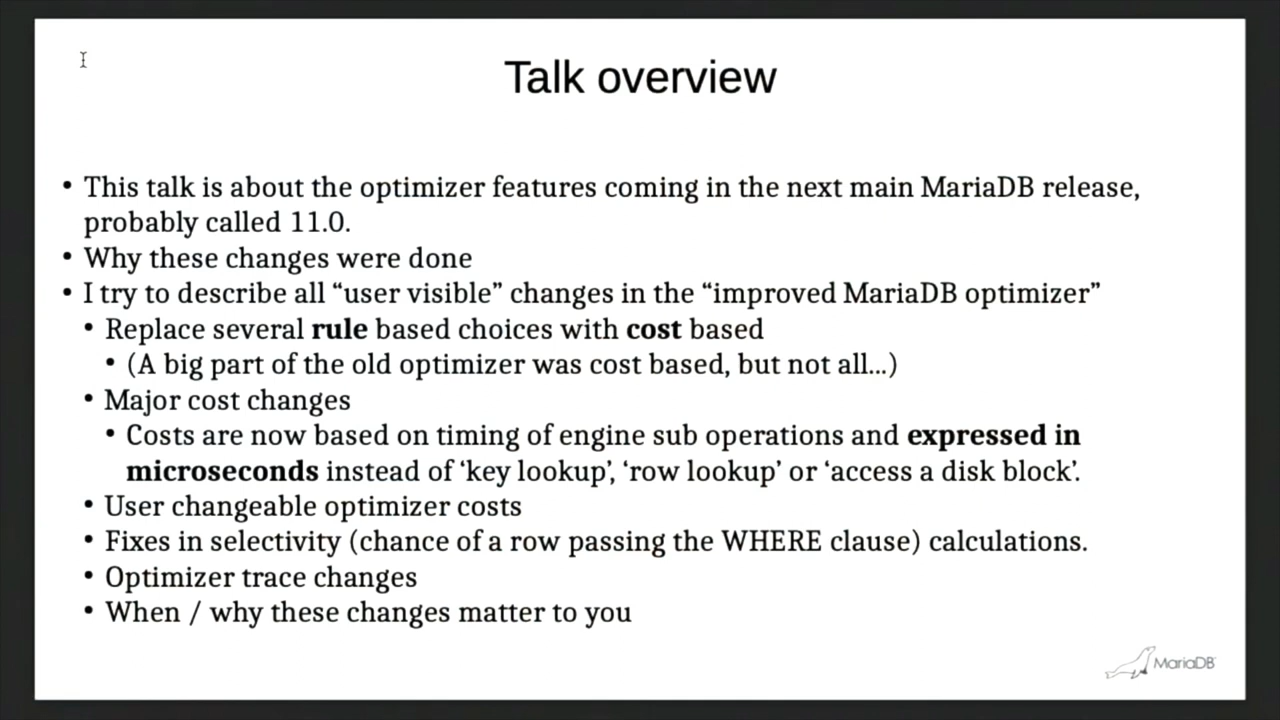 Talk overview
• This talk is about the optimizer features coming in the next main MariaDB release,
probably called 11.0.
• Why these changes were done
• I try to describe all “user visible” changes in the “improved MariaDB optimizer”
• Replace several rule based choices with cost based
• (A big part of the old optimizer was cost based, but not all...)
• Major cost changes
• Costs are now based on timing of engine sub operations and expressed in
microseconds instead of ‘key lookup’, ‘row lookup’ or ‘access a disk block’.
• User changeable optimizer costs
• Fixes in selectivity (chance of a row passing the WHERE clause) calculations.
• Optimizer trace changes
• When / why these changes matter to you
MariaDB